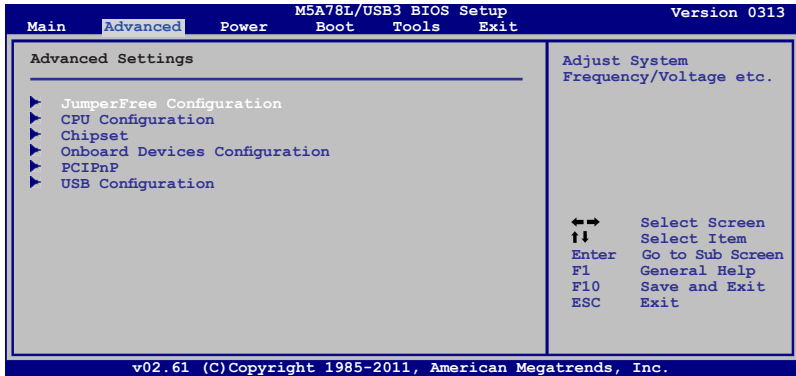 M5A78L/USB3 BIOS Setup Version 0313
Main Advanced Power Boot Tools Exit
Advanced Settings
JumperFree Configuration
CPU Configuration
Chipset
Onboard Devices Configuration
PCIPnP
USB Configuration
Adjust System
Frequency/Voltage etc.
←→ Select Screen
↑↓ Select Item
Enter Go to Sub Screen
F1 General Help
F10 Save and Exit
ESC Exit
v02.61 (C)Copyright 1985-2011, American Megatrends, Inc.